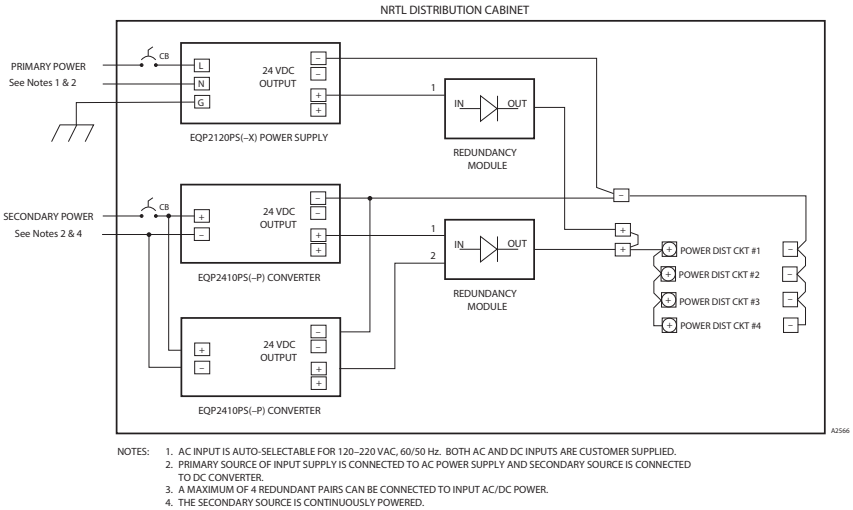 NRTL DISTRIBUTION CABINET
PRIMARY POWER
See Notes 1 & 2
CB
L
N
G
24 VDC
OUTPUT
–
–
+
+
EQP2120PS(–X) POWER SUPPLY
1
IN
OUT
REDUNDANCY
MODULE
SECONDARY POWER
See Notes 2 & 4
CB
+
–
24 VDC
OUTPUT
–
–
+
+
EQP2410PS(–P) CONVERTER
1
2
IN
OUT
REDUNDANCY
MODULE
–
+
+
+ POWER DIST CKT #1 –
+ POWER DIST CKT #2 –
+ POWER DIST CKT #3 –
+ POWER DIST CKT #4 –
+
–
24 VDC
OUTPUT
–
–
+
+
EQP2410PS(–P) CONVERTER
A2566
NOTES: 1. AC INPUT IS AUTO-SELECTABLE FOR 120–220 VAC, 60/50 Hz. BOTH AC AND DC INPUTS ARE CUSTOMER SUPPLIED.
2. PRIMARY SOURCE OF INPUT SUPPLY IS CONNECTED TO AC POWER SUPPLY AND SECONDARY SOURCE IS CONNECTED
TO DC CONVERTER.
3. A MAXIMUM OF 4 REDUNDANT PAIRS CAN BE CONNECTED TO INPUT AC/DC POWER.
4. THE SECONDARY SOURCE IS CONTINUOUSLY POWERED.